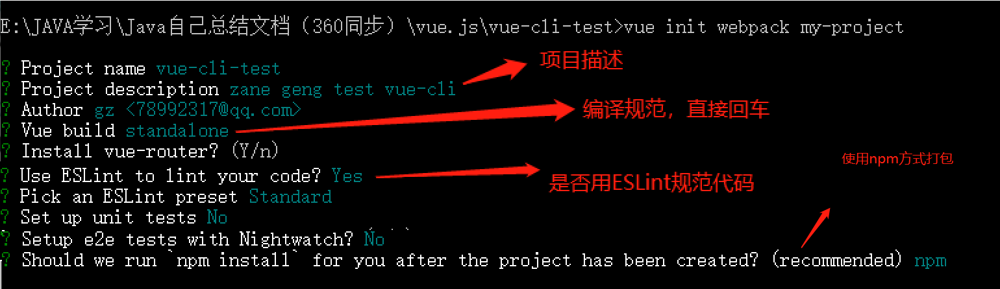 E:\JAVA学习\Java自己总结文档（360同步）\vue.js\vue-cli-test>vue init webpack my-project
? Project name vue-cli-test
项目描述
? Project description zane geng test vue-cli
? Author gz <78992317@qq.com>
编译规范，直接回车
? Vue build standalone
? Install vue-router? (Y/n)
使用npm方式打包
? Use ESLint to lint your code? Yes
是否用ESLint规范代码
? Pick an ESLint preset Standard
? Set up unit tests No
? Setup e2e tests with Nightwatch? No
? Should we run `npm install` for you after the project has been created? (recommended) npm